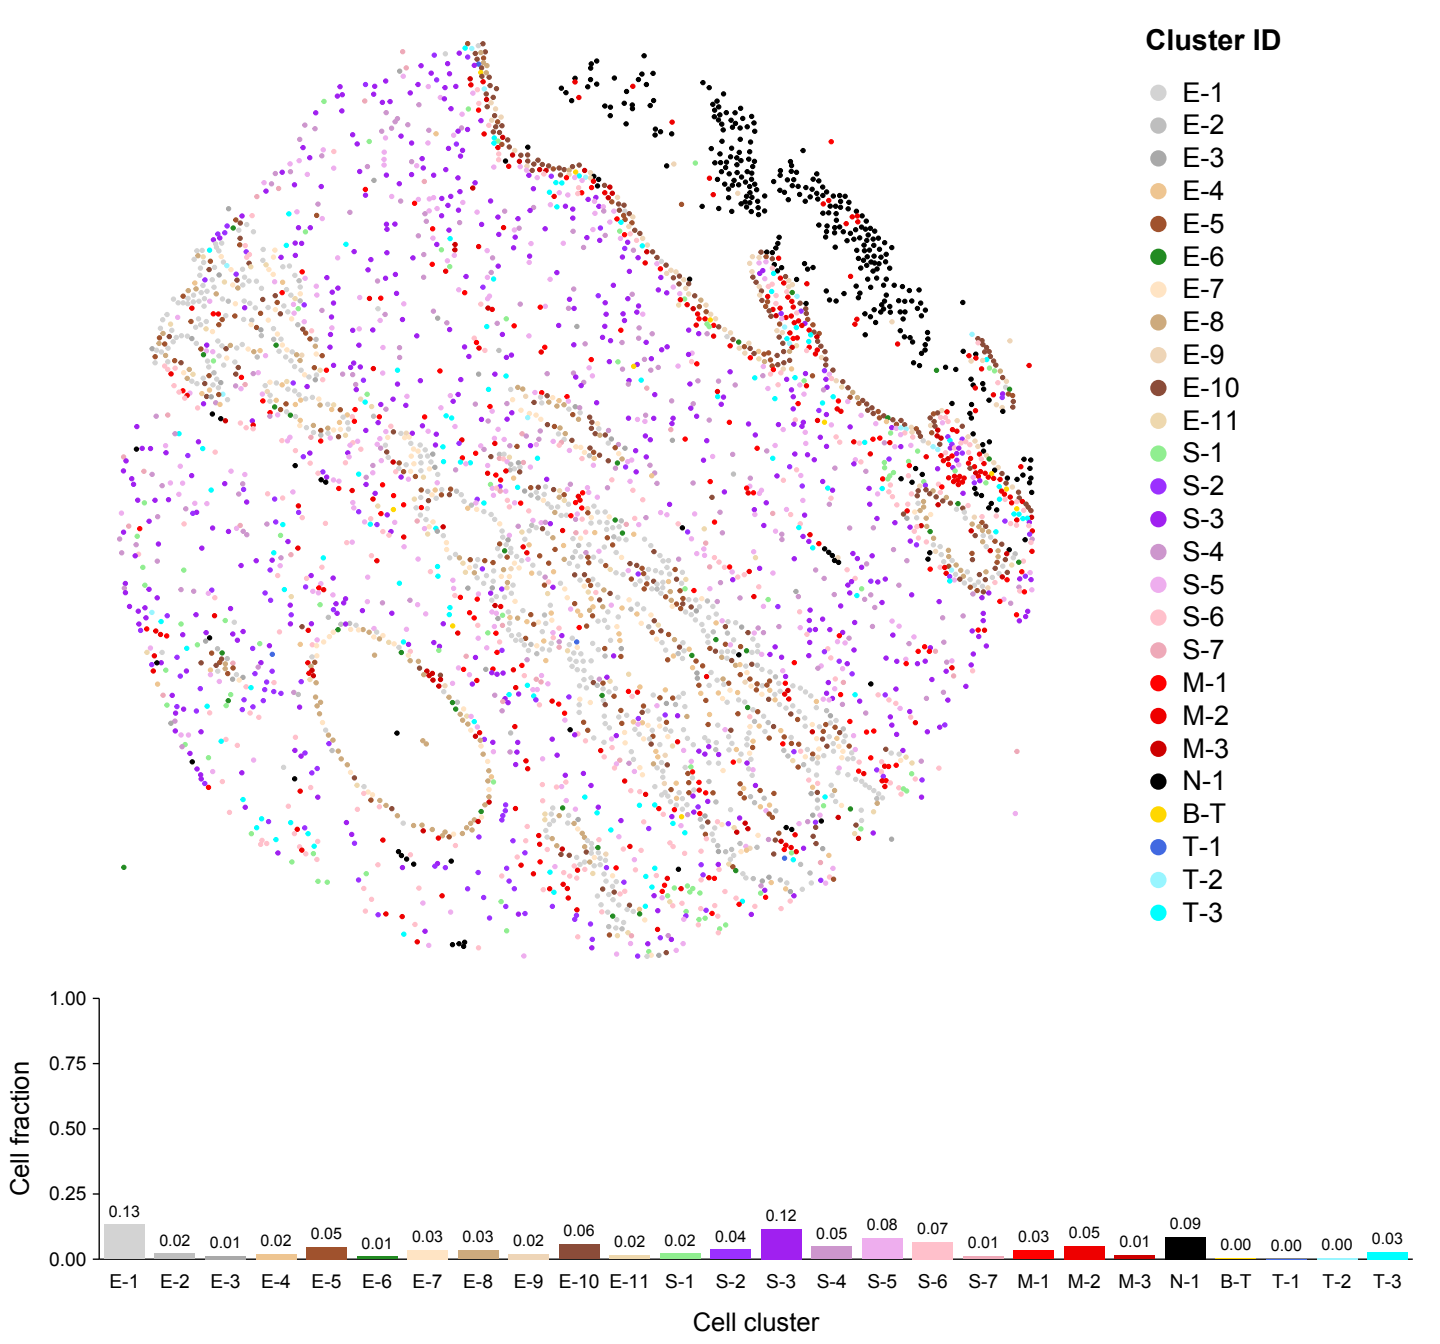 Cluster ID
E-1
E-2
E-3
E-4
E-5
E-6
E-7
E-8
E-9
E-10
E-11
S-1
S-2
S-3
S-4
S-5
S-6
S-7
M-1
M-2
M-3
N-1
B-T
T-1
T-2
T-3
1.00
0.75
0.50
0.25
0.00
Cell fraction
0.13 0.02 0.01 0.02 0.05 0.01 0.03 0.03 0.02 0.06 0.02 0.02 0.04 0.12 0.05 0.08 0.07 0.01 0.03 0.05 0.01 0.09 0.00 0.00 0.00 0.03
E-1 E-2 E-3 E-4 E-5 E-6 E-7 E-8 E-9 E-10 E-11 S-1 S-2 S-3 S-4 S-5 S-6 S-7 M-1 M-2 M-3 N-1 B-T T-1 T-2 T-3
Cell cluster